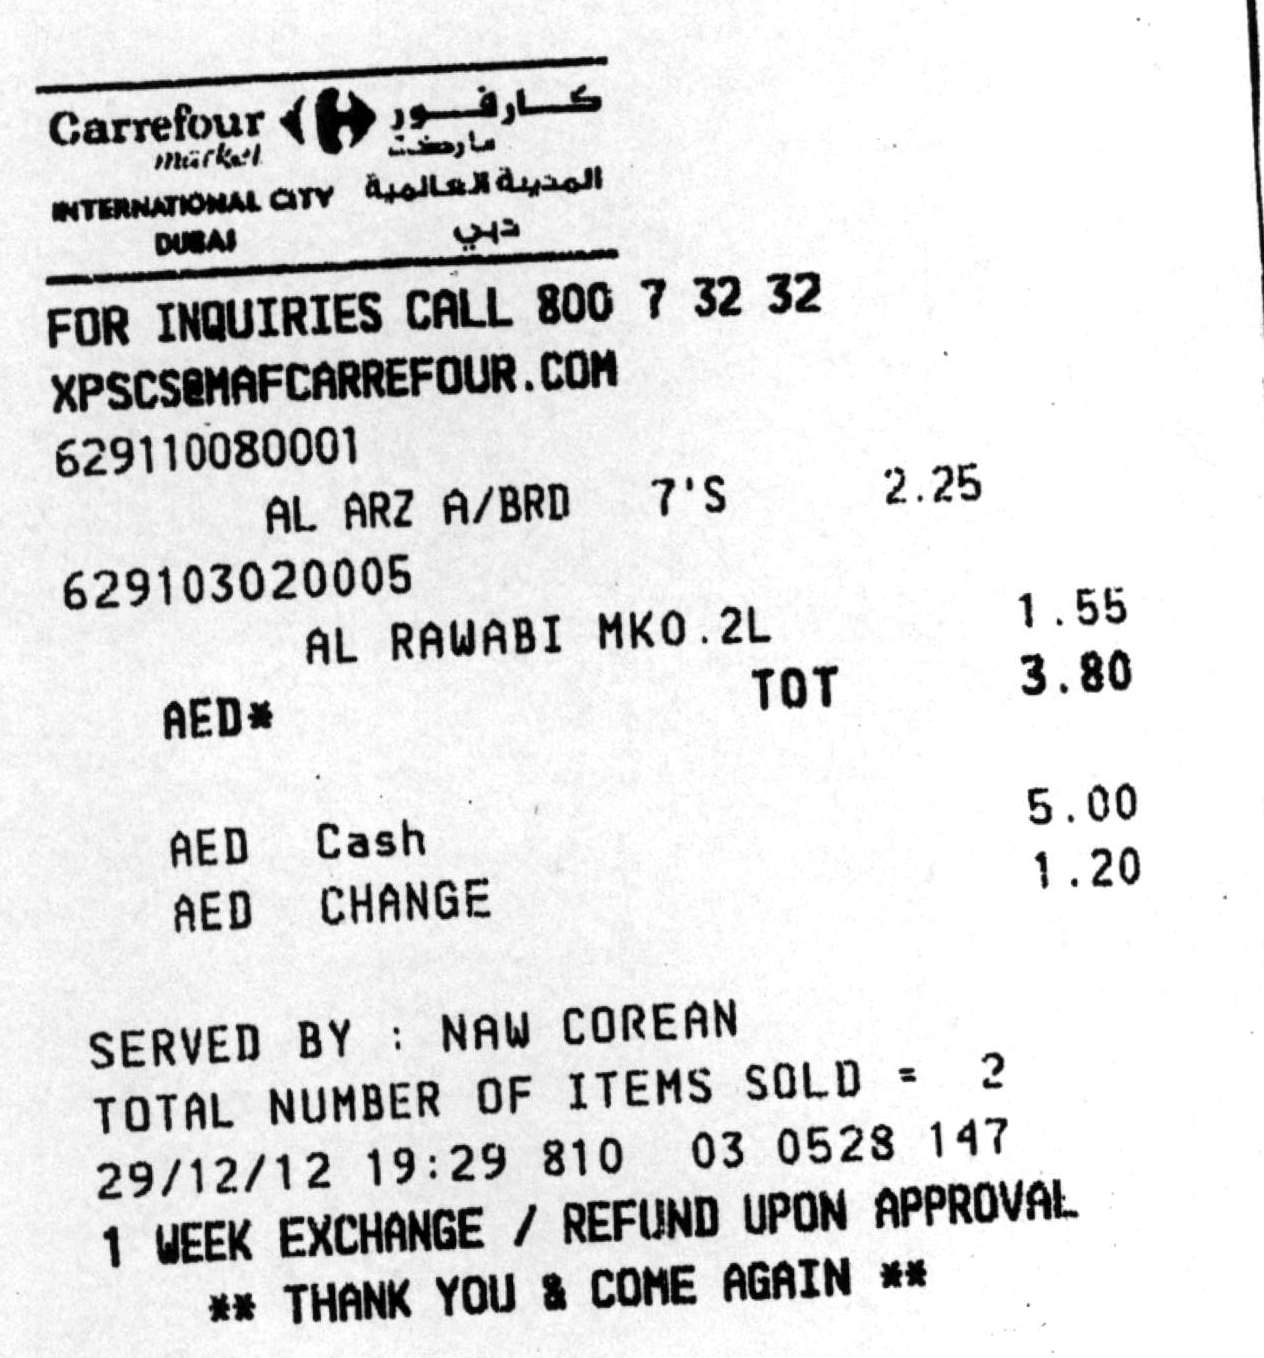 Carrefour كارفور
market ماركت
INTERNATIONAL CITY المدينة العالمية
DUBAI دبي
FOR INQUIRIES CALL 800 7 32 32
XPSCS@MAFCARREFOUR.COM
629110080001
AL ARZ A/BRD 7'S 2.25
629103020005
AL RAWABI MKO.2L 1.55
AED* TOT 3.80
AED Cash 5.00
AED CHANGE 1.20
SERVED BY : NAW COREAN
TOTAL NUMBER OF ITEMS SOLD = 2
29/12/12 19:29 810 03 0528 147
1 WEEK EXCHANGE / REFUND UPON APPROVAL
** THANK YOU & COME AGAIN **